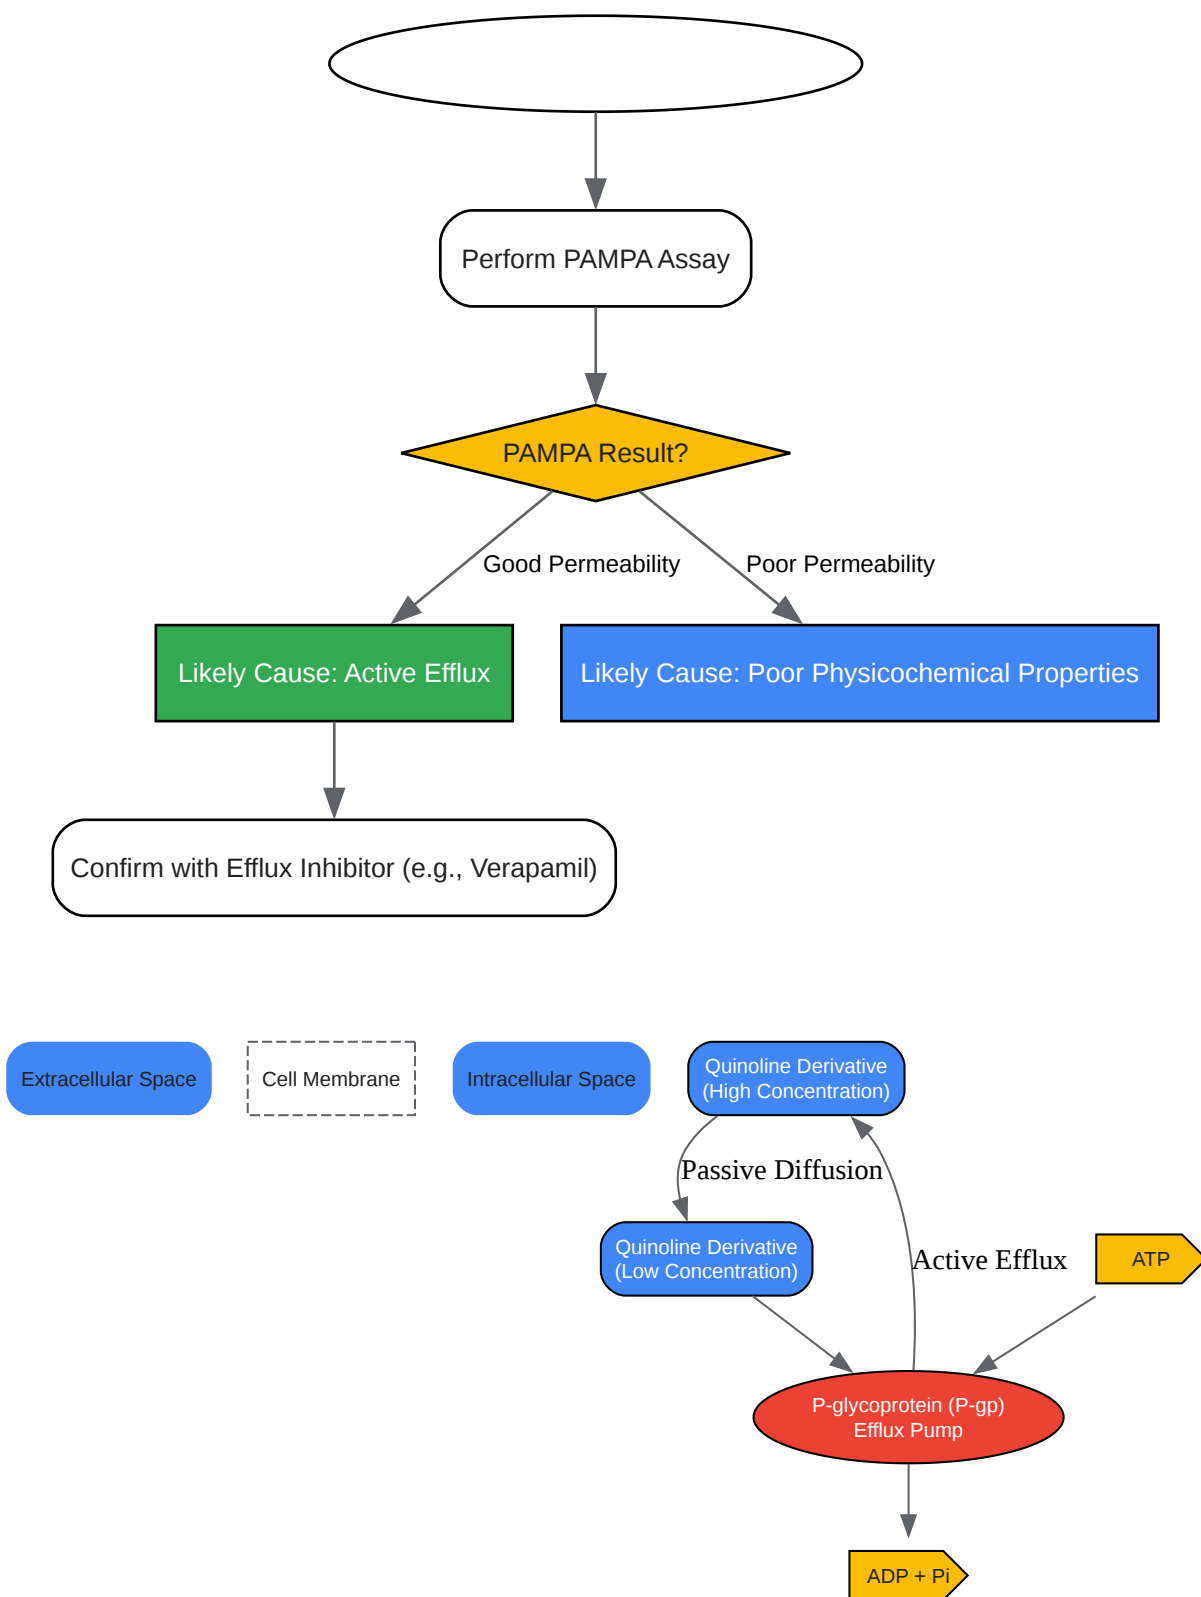 Perform PAMPA Assay
PAMPA Result?
Good Permeability
Poor Permeability
Likely Cause: Active Efflux
Likely Cause: Poor Physicochemical Properties
Confirm with Efflux Inhibitor (e.g., Verapamil)
Extracellular Space
Cell Membrane
Intracellular Space
Quinoline Derivative
(High Concentration)
Passive Diffusion
Quinoline Derivative
(Low Concentration)
Active Efflux
ATP
P-glycoprotein (P-gp)
Efflux Pump
ADP + Pi